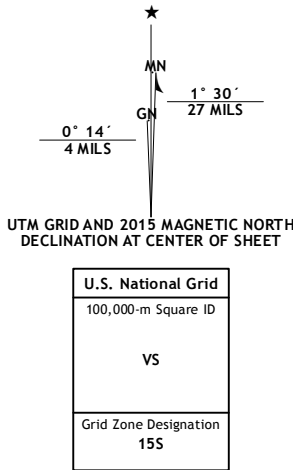 MN
1° 30´
27 MILS
GN
0° 14´
4 MILS
UTM GRID AND 2015 MAGNETIC NORTH
DECLINATION AT CENTER OF SHEET
U.S. National Grid
100,000-m Square ID
VS
Grid Zone Designation
15S